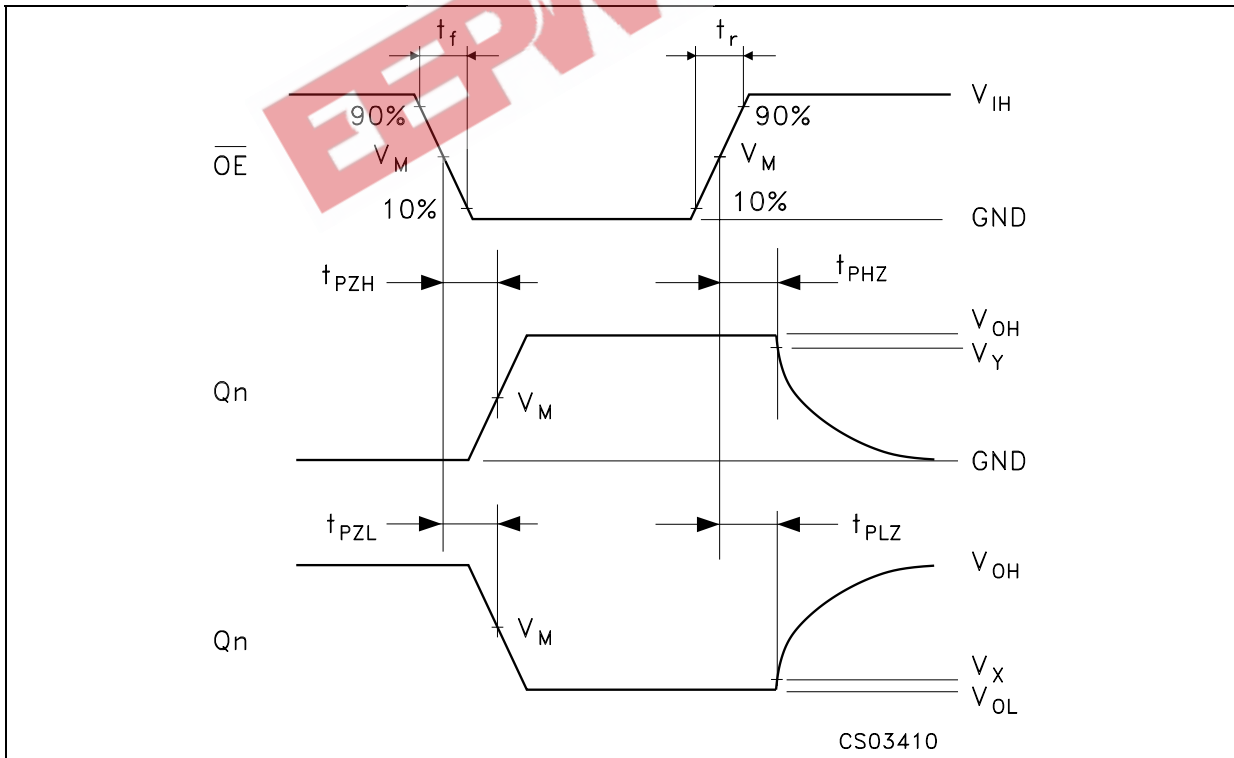 EEPW
t_f t_r
V_IH
90% 90%
O̅E̅ V_M V_M
10% 10%
GND
t_PZH t_PHZ
V_OH
V_Y
Qn V_M
GND
t_PZL t_PLZ
V_OH
Qn V_M
V_X
V_OL
CS03410